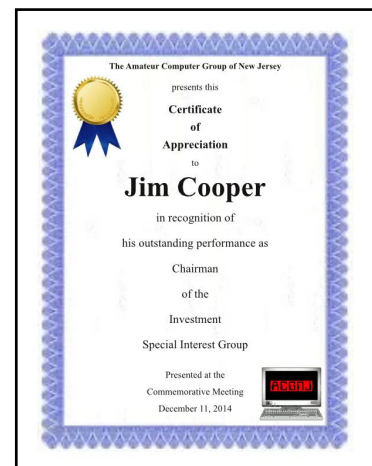 The Amateur Computer Group of New Jersey
presents this
Certificate
of
Appreciation
to
Jim Cooper
in recognition of
his outstanding performance as
Chairman
of the
Investment
Special Interest Group
Presented at the
Commemorative Meeting
December 11, 2014
ACGNJ